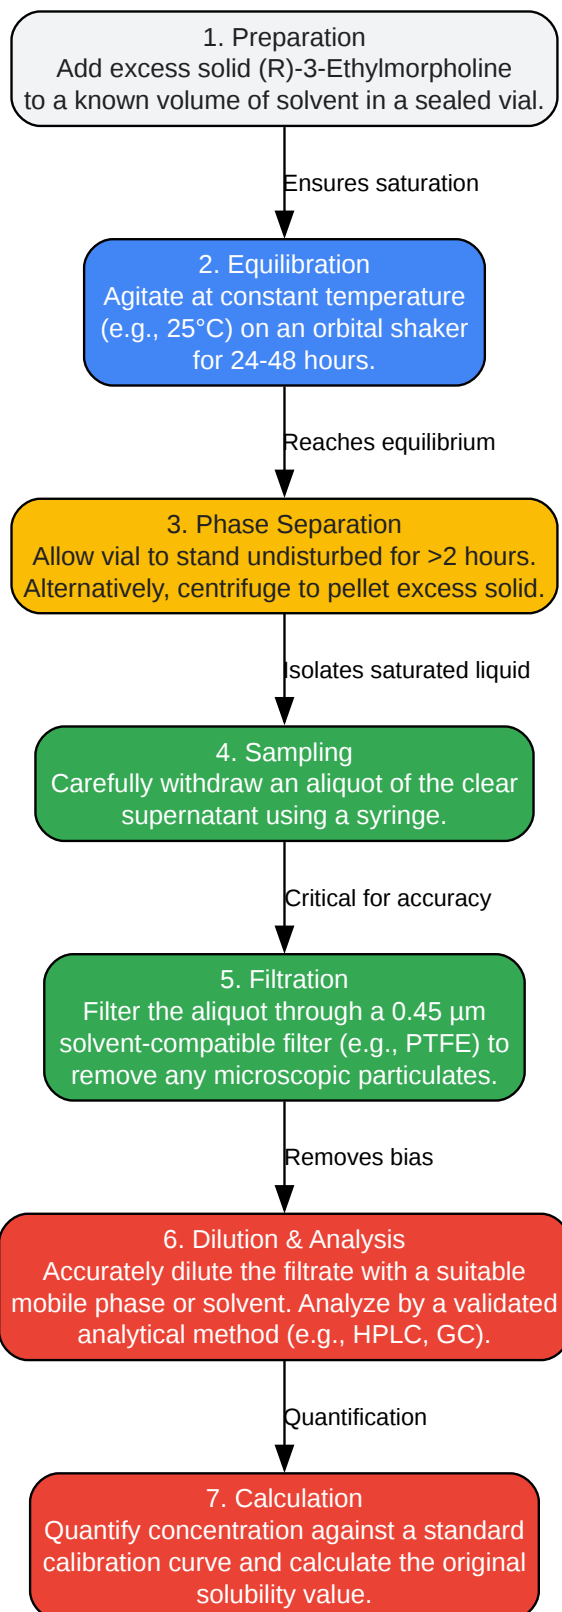 1. Preparation
Add excess solid (R)-3-Ethylmorpholine
to a known volume of solvent in a sealed vial.
Ensures saturation
2. Equilibration
Agitate at constant temperature
(e.g., 25°C) on an orbital shaker
for 24-48 hours.
Reaches equilibrium
3. Phase Separation
Allow vial to stand undisturbed for >2 hours.
Alternatively, centrifuge to pellet excess solid.
Isolates saturated liquid
4. Sampling
Carefully withdraw an aliquot of the clear
supernatant using a syringe.
Critical for accuracy
5. Filtration
Filter the aliquot through a 0.45 µm
solvent-compatible filter (e.g., PTFE) to
remove any microscopic particulates.
Removes bias
6. Dilution & Analysis
Accurately dilute the filtrate with a suitable
mobile phase or solvent. Analyze by a validated
analytical method (e.g., HPLC, GC).
Quantification
7. Calculation
Quantify concentration against a standard
calibration curve and calculate the original
solubility value.